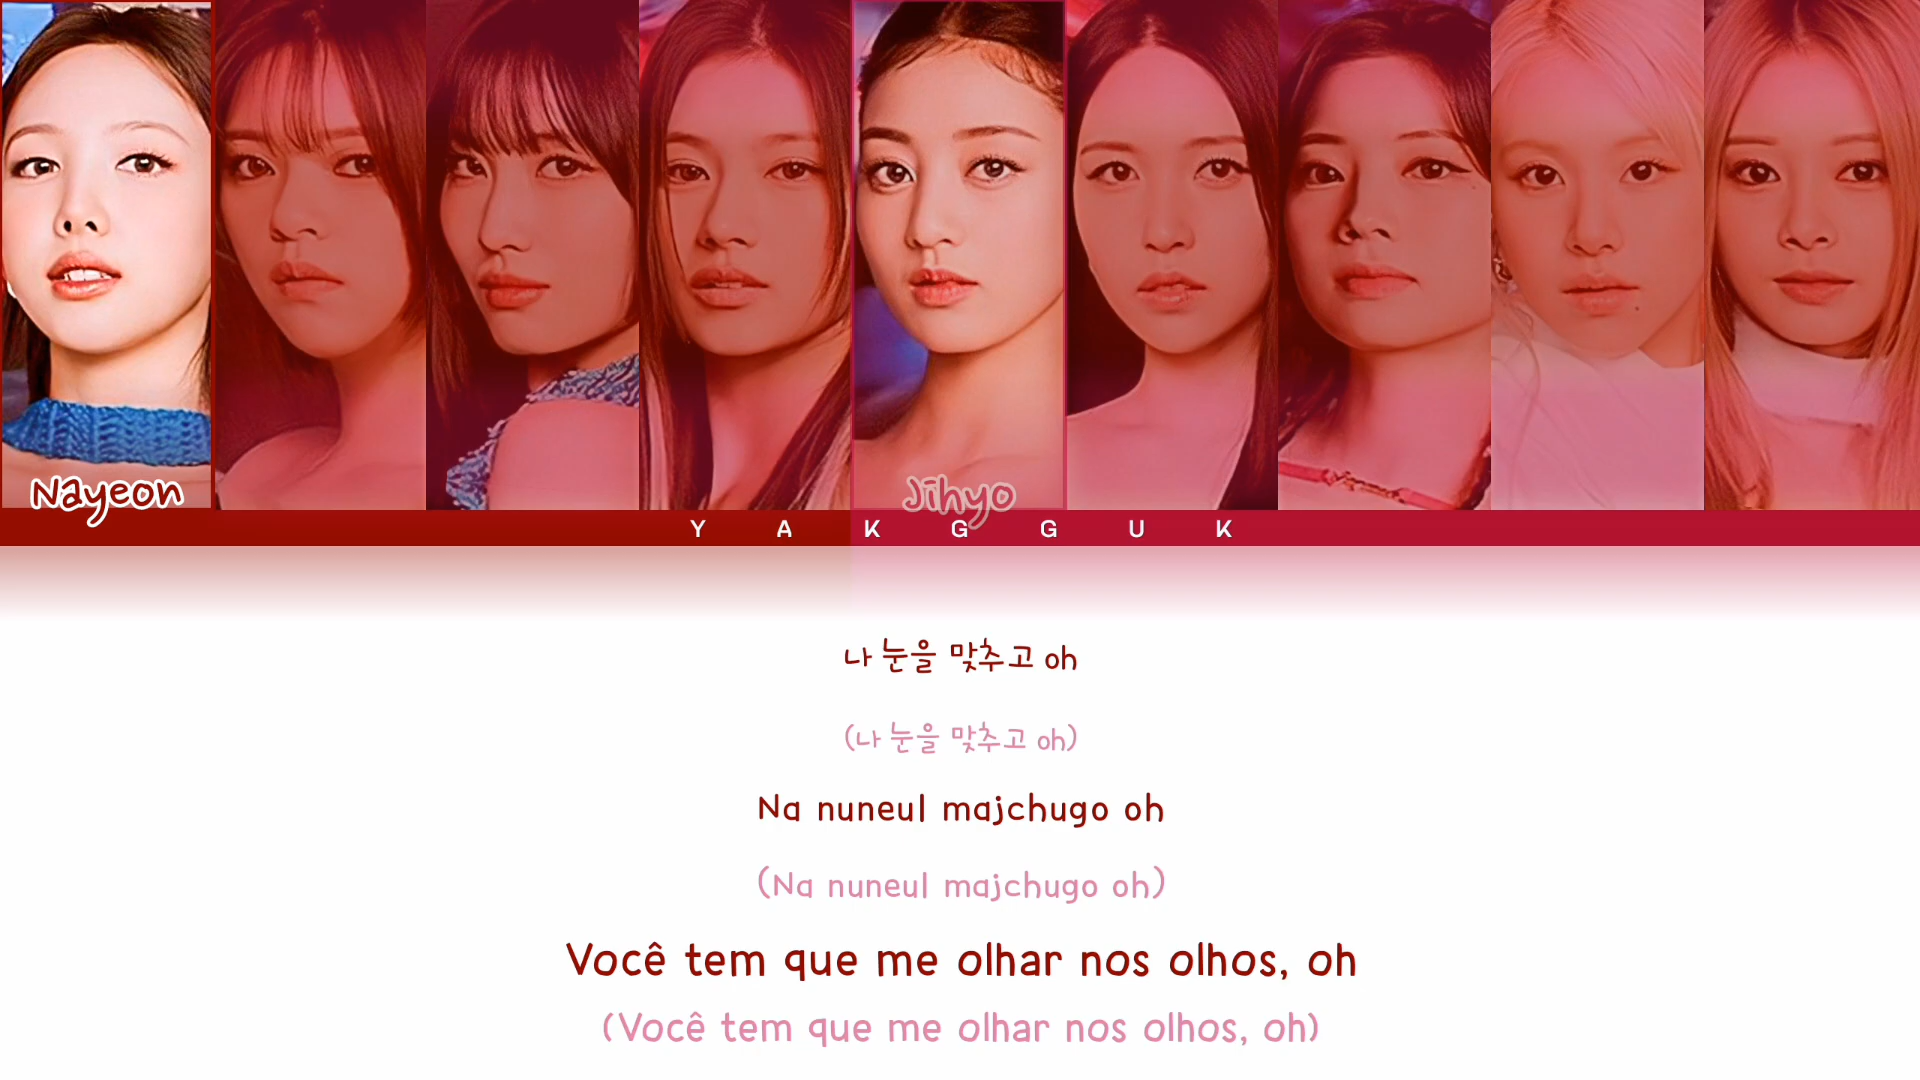 Nayeon
Jihyo
YAKGGUK
나 눈을 맞추고 oh
(나 눈을 맞추고 oh)
Na nuneul majchugo oh
(Na nuneul majchugo oh)
Você tem que me olhar nos olhos, oh
(Você tem que me olhar nos olhos, oh)